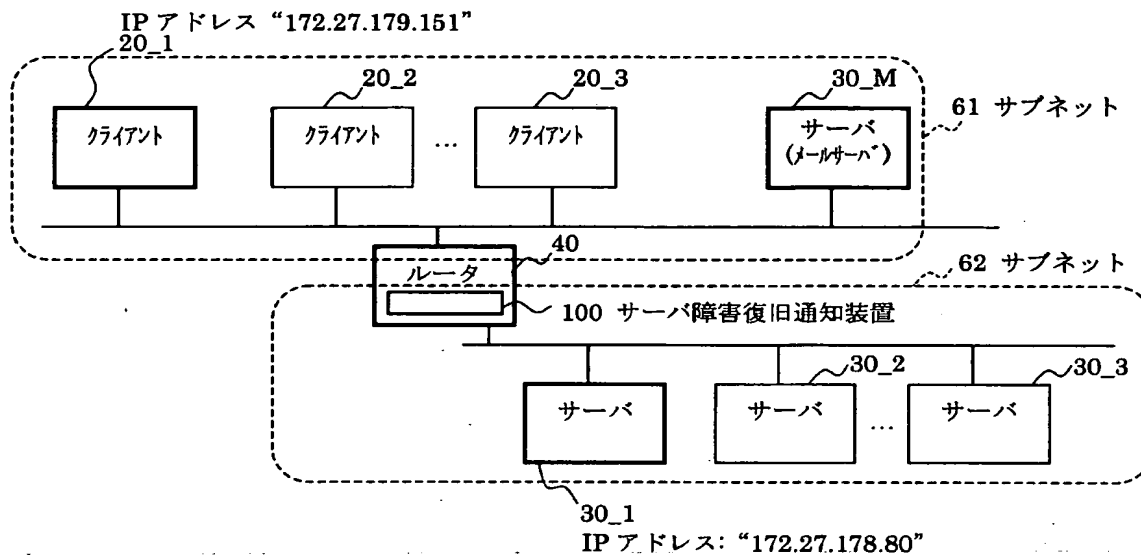 IP アドレス “172.27.179.151”
20_1
20_2
20_3
30_M
61 サブネット
クライアント
クライアント
…
クライアント
サーバ
(メールサーバ)
40
ルータ
62 サブネット
100 サーバ障害復旧通知装置
30_2
30_3
サーバ
サーバ
…
サーバ
30_1
IP アドレス: “172.27.178.80”